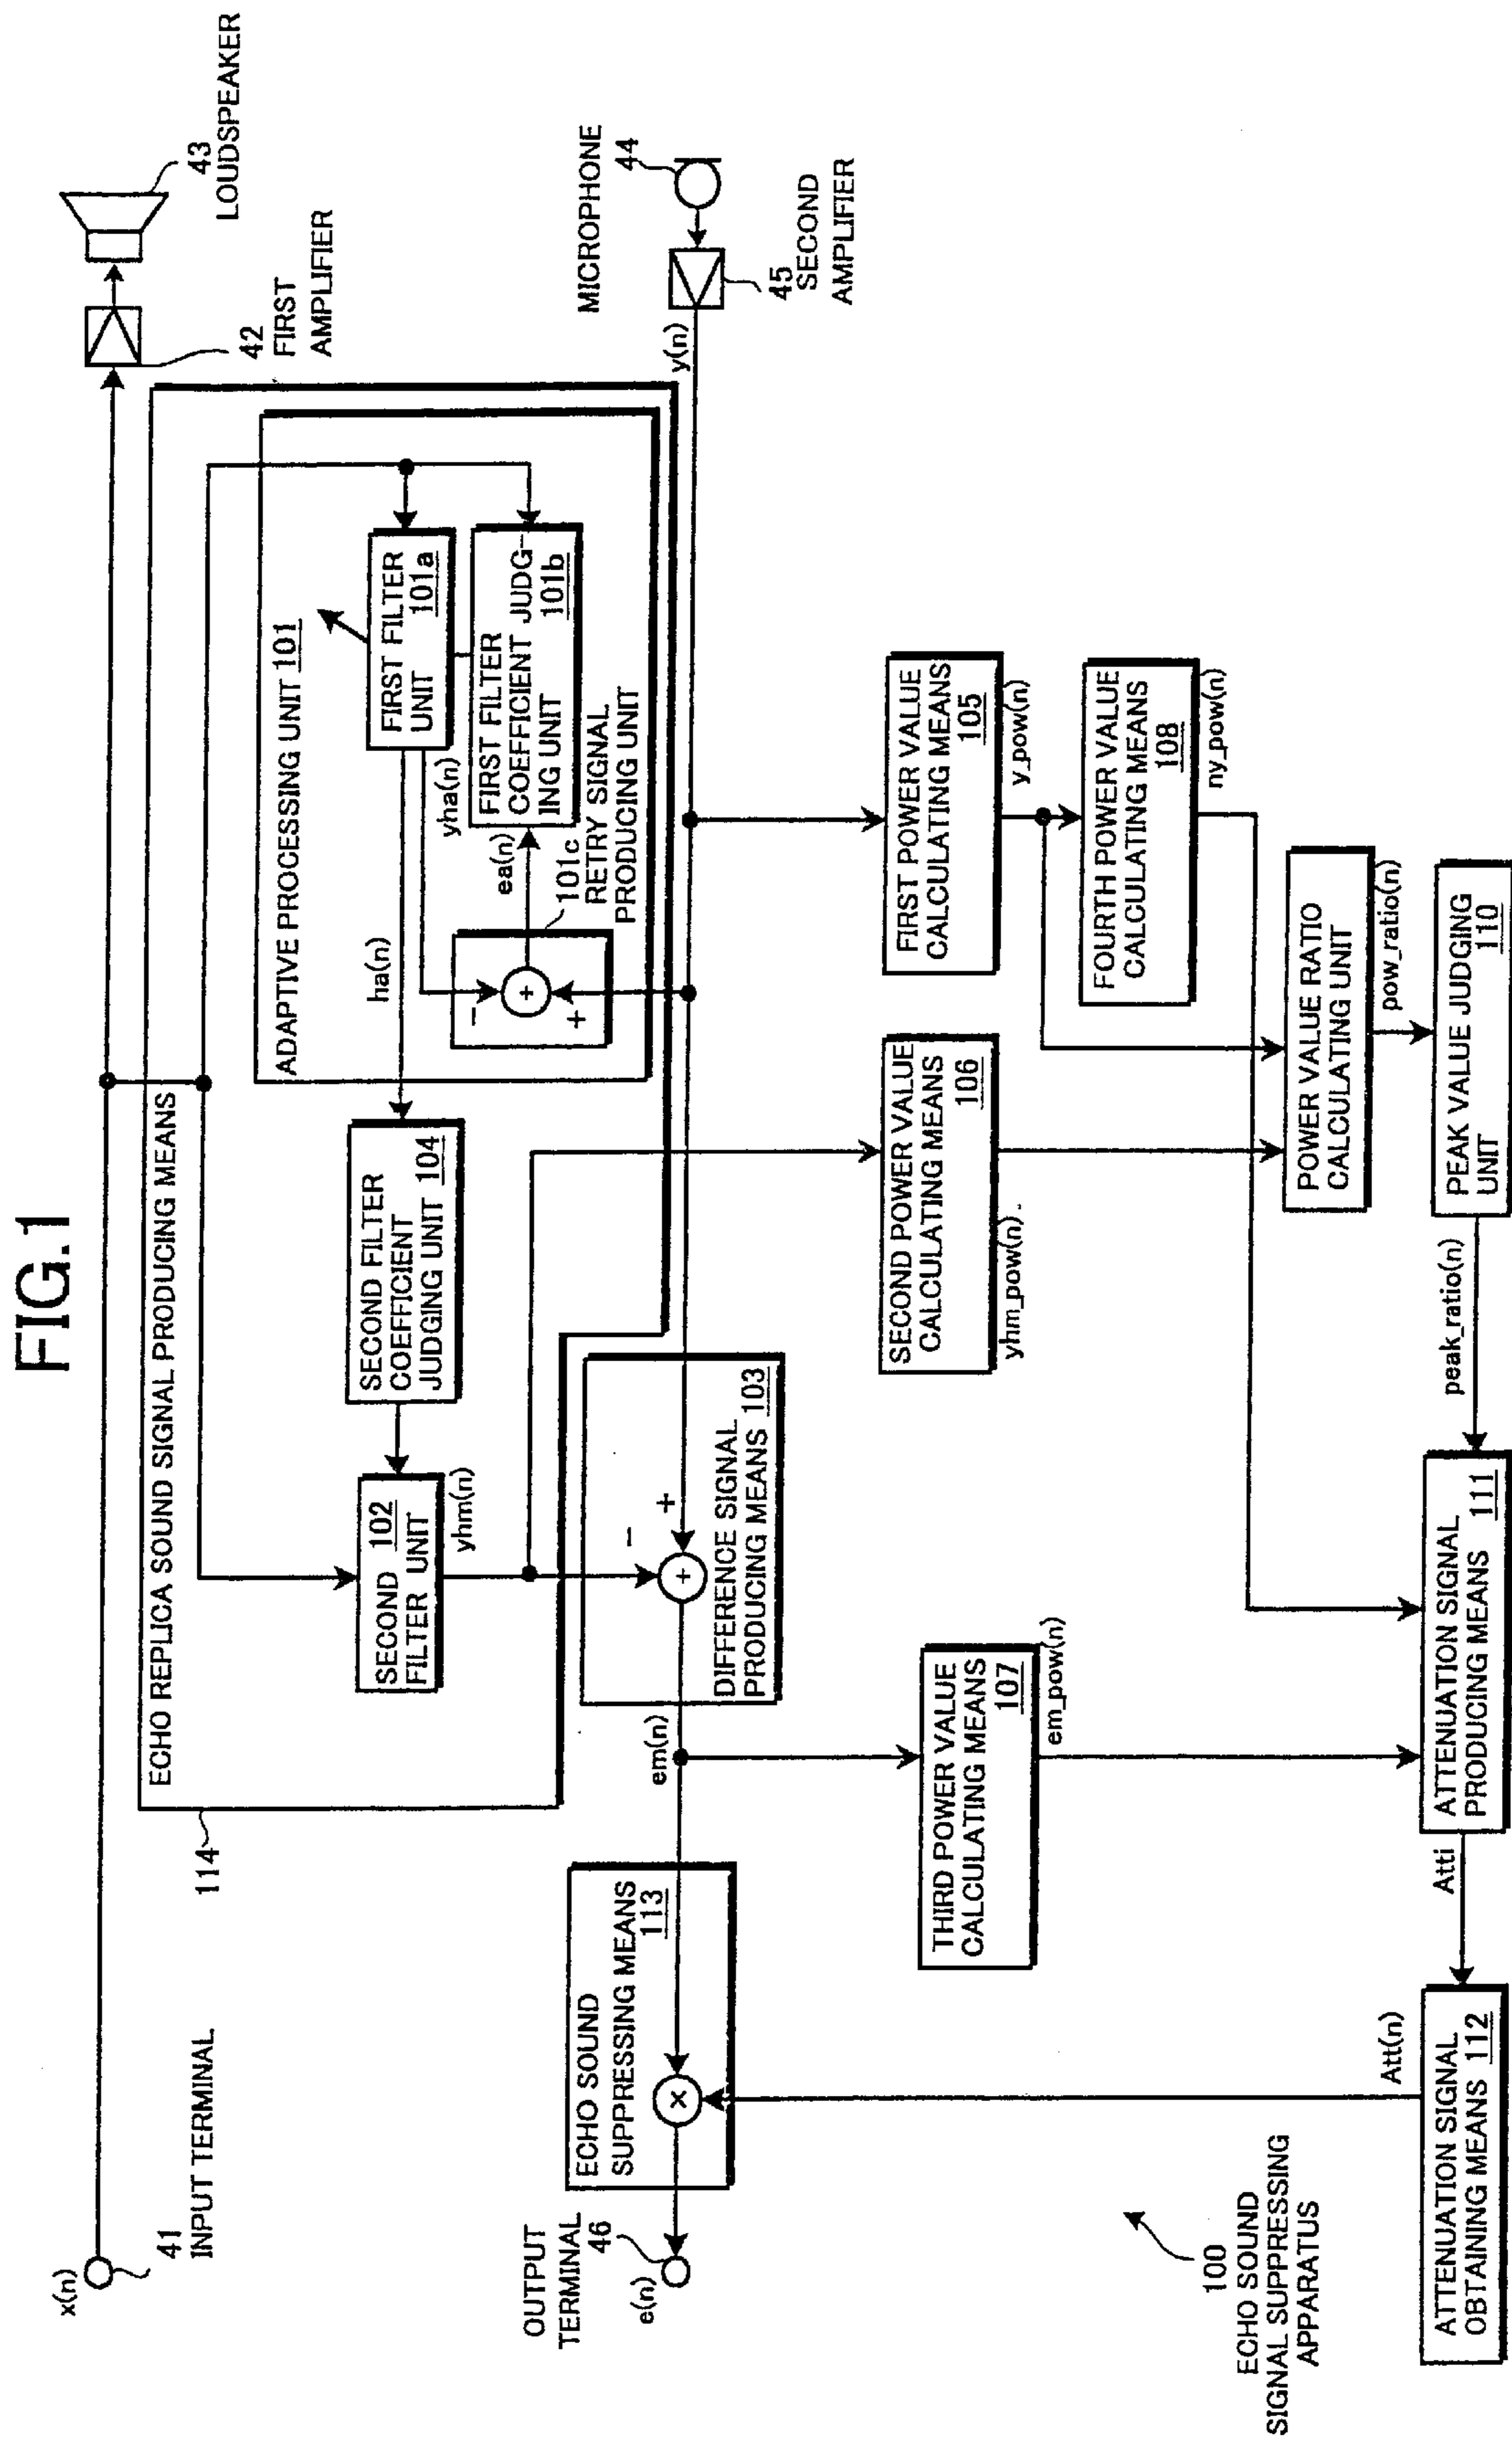 FIG.1
x(n)
41
INPUT TERMINAL
42
FIRST
AMPLIFIER
43
LOUDSPEAKER
114
ECHO REPLICA SOUND SIGNAL PRODUCING MEANS
ADAPTIVE PROCESSING UNIT 101
FIRST FILTER
UNIT 101a
ha(n)
yha(n)
FIRST FILTER
COEFFICIENT JUDG-
ING UNIT 101b
ea(n)
101c
RETRY SIGNAL
PRODUCING UNIT
-
+
+
SECOND FILTER
COEFFICIENT
JUDGING UNIT 104
SECOND 102
FILTER UNIT
yhm(n)
MICROPHONE
44
45
SECOND
AMPLIFIER
y(n)
-
+
+
DIFFERENCE SIGNAL
PRODUCING MEANS 103
em(n)
ECHO SOUND
SUPPRESSING MEANS
113
×
OUTPUT
TERMINAL
46
e(n)
FIRST POWER VALUE
CALCULATING MEANS
105
y_pow(n)
SECOND POWER VALUE
CALCULATING MEANS
106
yhm_pow(n)
THIRD POWER VALUE
CALCULATING MEANS
107
em_pow(n)
FOURTH POWER VALUE
CALCULATING MEANS
108
ny_pow(n)
POWER VALUE RATIO
CALCULATING UNIT
pow_ratio(n)
PEAK VALUE JUDGING
UNIT 110
peak_ratio(n)
ATTENUATION SIGNAL
PRODUCING MEANS 111
Atti
ATTENUATION SIGNAL
OBTAINING MEANS 112
Att(n)
100
ECHO SOUND
SIGNAL SUPPRESSING
APPARATUS